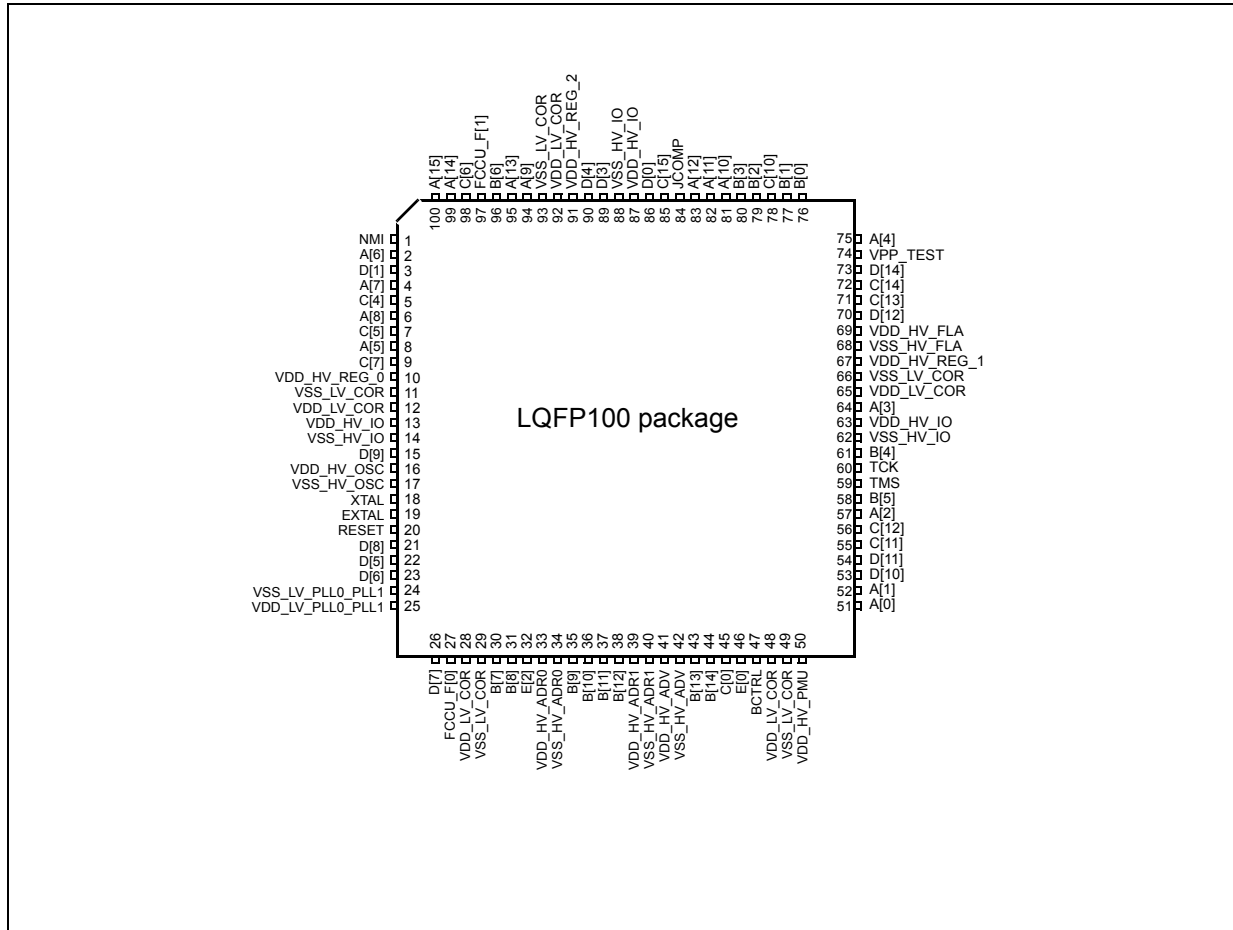 A[15]
A[14]
C[6]
FCCU_F[1]
B[6]
A[13]
A[9]
VSS_LV_COR
VDD_LV_COR
VDD_HV_REG_2
D[4]
D[3]
VSS_HV_IO
VDD_HV_IO
D[0]
C[15]
JCOMP
A[12]
A[11]
A[10]
B[3]
B[2]
C[10]
B[1]
B[0]
100
99
98
97
96
95
94
93
92
91
90
89
88
87
86
85
84
83
82
81
80
79
78
77
76
NMI 1
A[6] 2
D[1] 3
A[7] 4
C[4] 5
A[8] 6
C[5] 7
A[5] 8
C[7] 9
VDD_HV_REG_0 10
VSS_LV_COR 11
VDD_LV_COR 12
VDD_HV_IO 13
VSS_HV_IO 14
D[9] 15
VDD_HV_OSC 16
VSS_HV_OSC 17
XTAL 18
EXTAL 19
RESET 20
D[8] 21
D[5] 22
D[6] 23
VSS_LV_PLL0_PLL1 24
VDD_LV_PLL0_PLL1 25
LQFP100 package
75 A[4]
74 VPP_TEST
73 D[14]
72 C[14]
71 C[13]
70 D[12]
69 VDD_HV_FLA
68 VSS_HV_FLA
67 VDD_HV_REG_1
66 VSS_LV_COR
65 VDD_LV_COR
64 A[3]
63 VDD_HV_IO
62 VSS_HV_IO
61 B[4]
60 TCK
59 TMS
58 B[5]
57 A[2]
56 C[12]
55 C[11]
54 D[11]
53 D[10]
52 A[1]
51 A[0]
26
27
28
29
30
31
32
33
34
35
36
37
38
39
40
41
42
43
44
45
46
47
48
49
50
D[7]
FCCU_F[0]
VDD_LV_COR
VSS_LV_COR
B[7]
B[8]
E[2]
VDD_HV_ADR0
VSS_HV_ADR0
B[9]
B[10]
B[11]
B[12]
VDD_HV_ADR1
VSS_HV_ADR1
VDD_HV_ADV
VSS_HV_ADV
B[13]
B[14]
C[0]
E[0]
BCTRL
VDD_LV_COR
VSS_LV_COR
VDD_HV_PMU